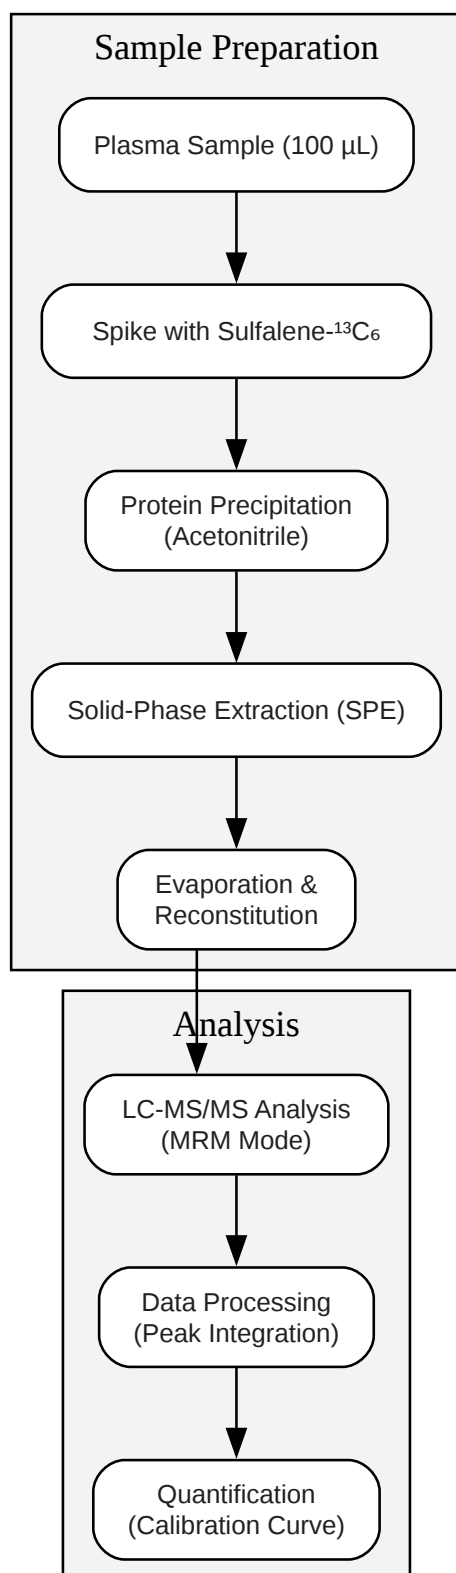 Sample Preparation
Plasma Sample (100 µL)
Spike with Sulfalene-¹³C₆
Protein Precipitation
(Acetonitrile)
Solid-Phase Extraction (SPE)
Evaporation &
Reconstitution
Analysis
LC-MS/MS Analysis
(MRM Mode)
Data Processing
(Peak Integration)
Quantification
(Calibration Curve)